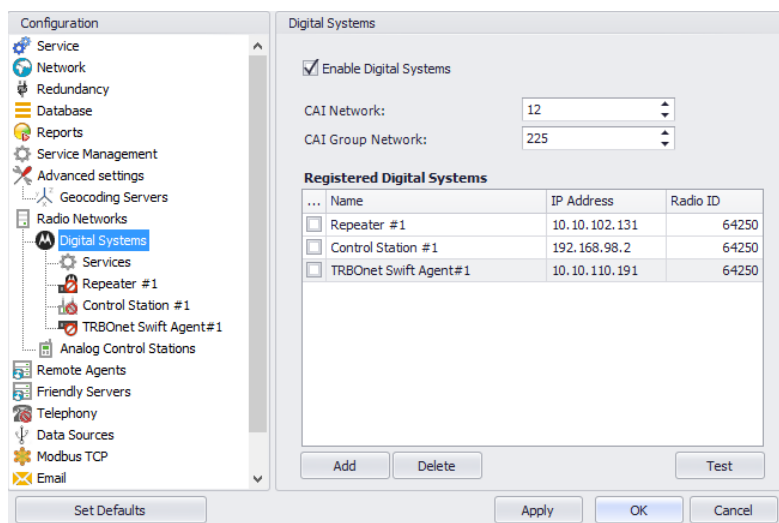 Configuration
Service
Network
Redundancy
Database
Reports
Service Management
Advanced settings
Geocoding Servers
Radio Networks
Digital Systems
Services
Repeater #1
Control Station #1
TRBOnet Swift Agent#1
Analog Control Stations
Remote Agents
Friendly Servers
Telephony
Data Sources
Modbus TCP
Email
Set Defaults
Digital Systems
Enable Digital Systems
CAI Network: 12
CAI Group Network: 225
Registered Digital Systems
... Name IP Address Radio ID
Repeater #1 10.10.102.131 64250
Control Station #1 192.168.98.2 64250
TRBOnet Swift Agent#1 10.10.110.191 64250
Add Delete Test
Apply OK Cancel